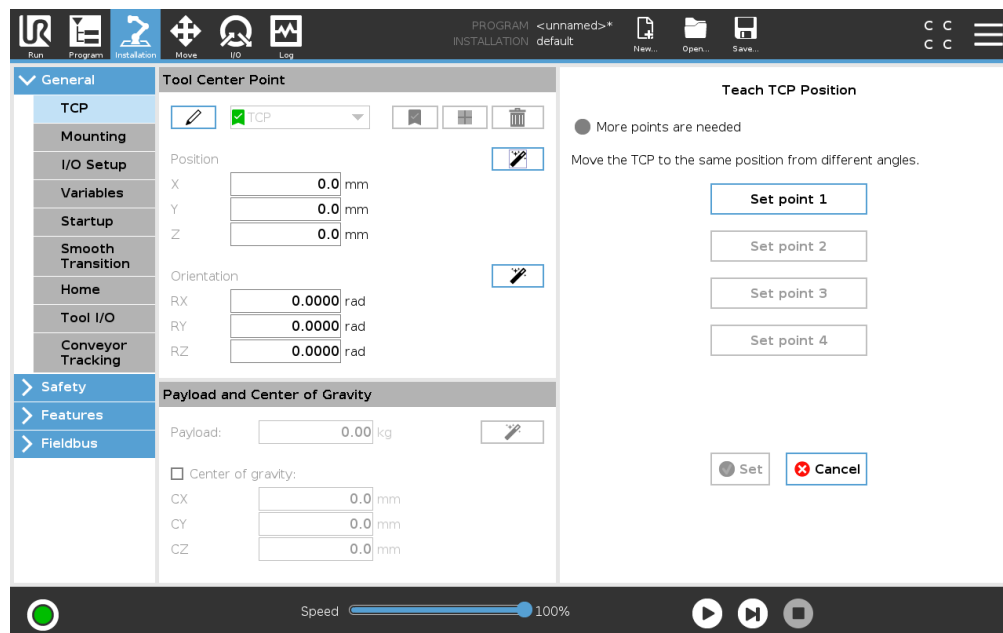 PROGRAM <unnamed>*
INSTALLATION default
C C
C C
Run Program Installation Move I/O Log New... Open... Save...
General
TCP
Mounting
I/O Setup
Variables
Startup
Smooth
Transition
Home
Tool I/O
Conveyor
Tracking
Safety
Features
Fieldbus
Tool Center Point
TCP
Position
X 0.0 mm
Y 0.0 mm
Z 0.0 mm
Orientation
RX 0.0000 rad
RY 0.0000 rad
RZ 0.0000 rad
Payload and Center of Gravity
Payload: 0.00 kg
Center of gravity:
CX 0.0 mm
CY 0.0 mm
CZ 0.0 mm
Teach TCP Position
More points are needed
Move the TCP to the same position from different angles.
Set point 1
Set point 2
Set point 3
Set point 4
Set Cancel
Speed 100%